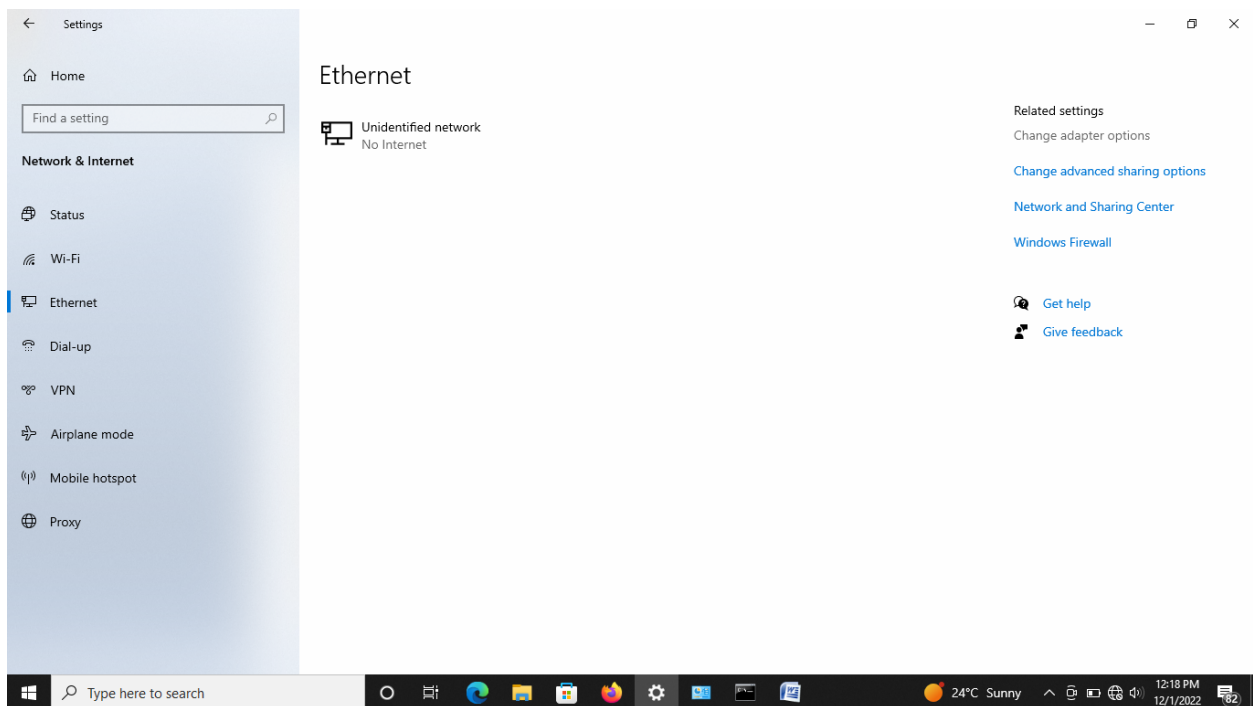 Settings
Home
Find a setting
Network & Internet
Status
Wi-Fi
Ethernet
Dial-up
VPN
Airplane mode
Mobile hotspot
Proxy
Ethernet
Unidentified network
No Internet
Related settings
Change adapter options
Change advanced sharing options
Network and Sharing Center
Windows Firewall
Get help
Give feedback
Type here to search
24°C Sunny
12:18 PM
12/1/2022
82